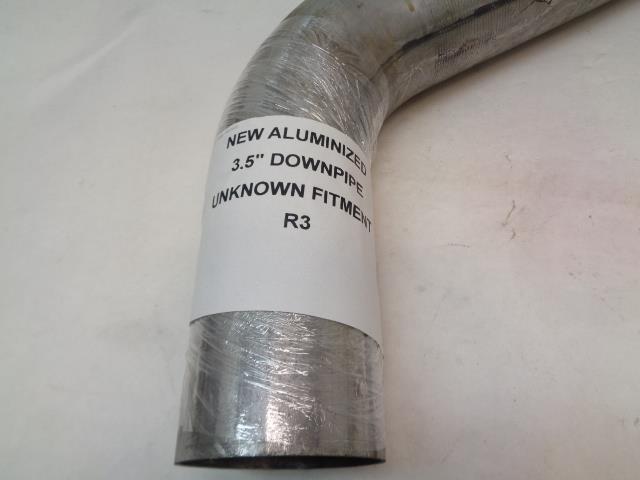 NEW ALUMINIZED
3.5" DOWNPIPE
UNKNOWN FITMENT
R3